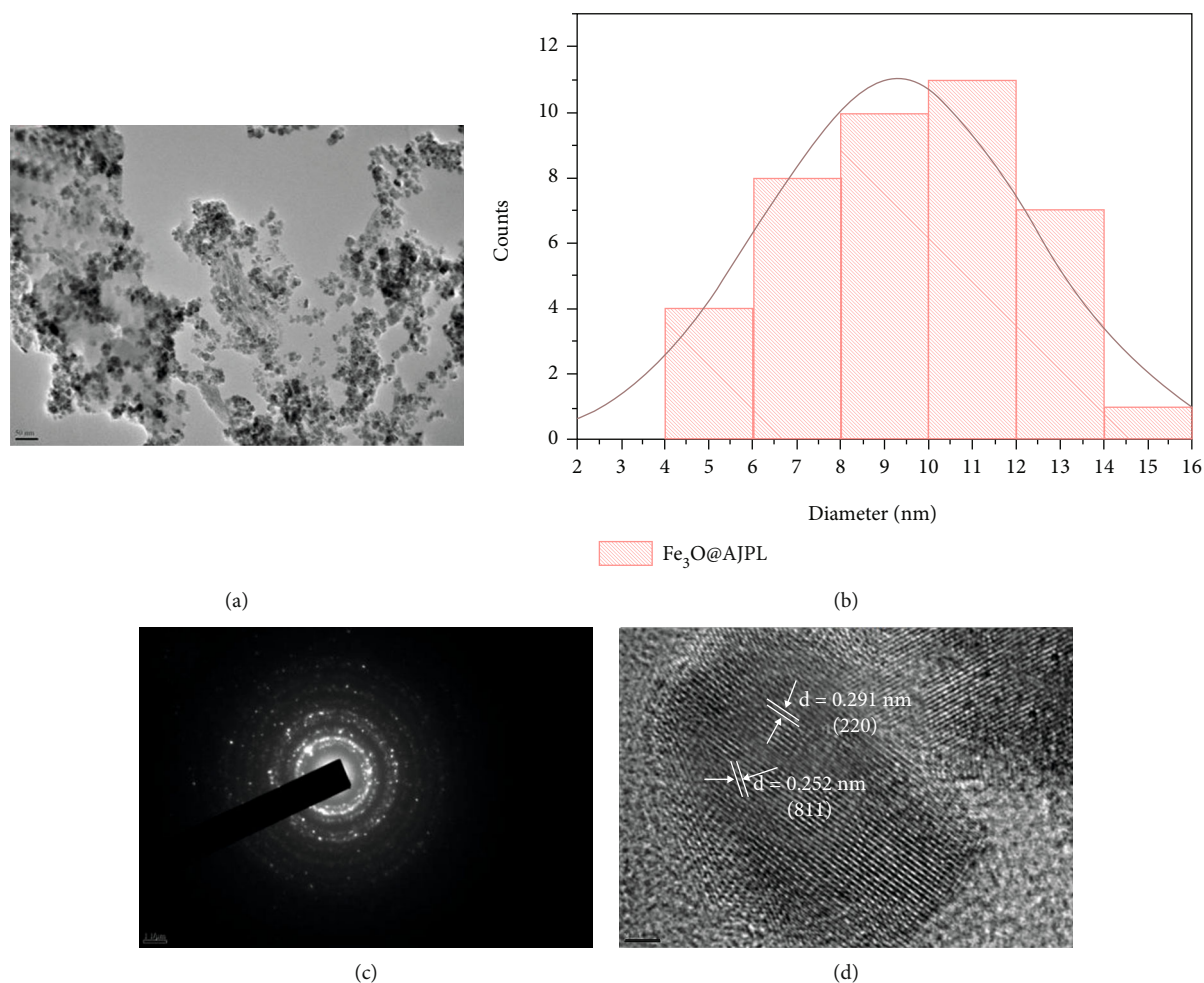 50 nm
12
10
8
6
4
2
0
Counts
2 3 4 5 6 7 8 9 10 11 12 13 14 15 16
Diameter (nm)
Fe₃O@AJPL
(a)
(b)
d = 0.291 nm
(220)
d = 0.252 nm
(811)
(c)
(d)